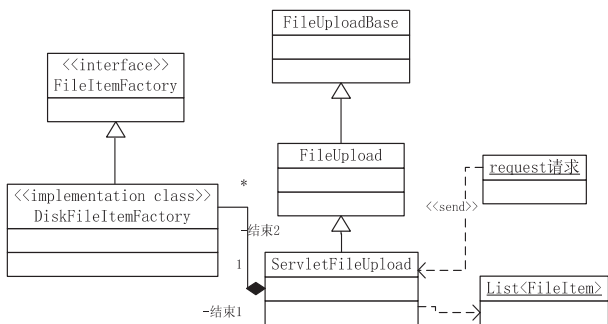 FileUploadBase
<<interface>>
FileItemFactory
FileUpload
request请求
<<implementation class>>
DiskFileItemFactory
*
<<send>>
-结束2
1
ServletFileUpload
List<FileItem>
-结束1